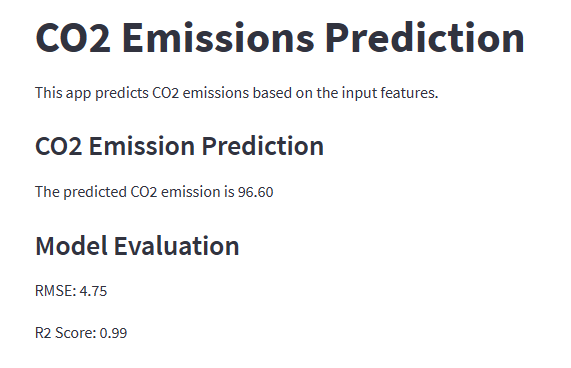 CO2 Emissions Prediction
This app predicts CO2 emissions based on the input features.
CO2 Emission Prediction
The predicted CO2 emission is 96.60
Model Evaluation
RMSE: 4.75
R2 Score: 0.99